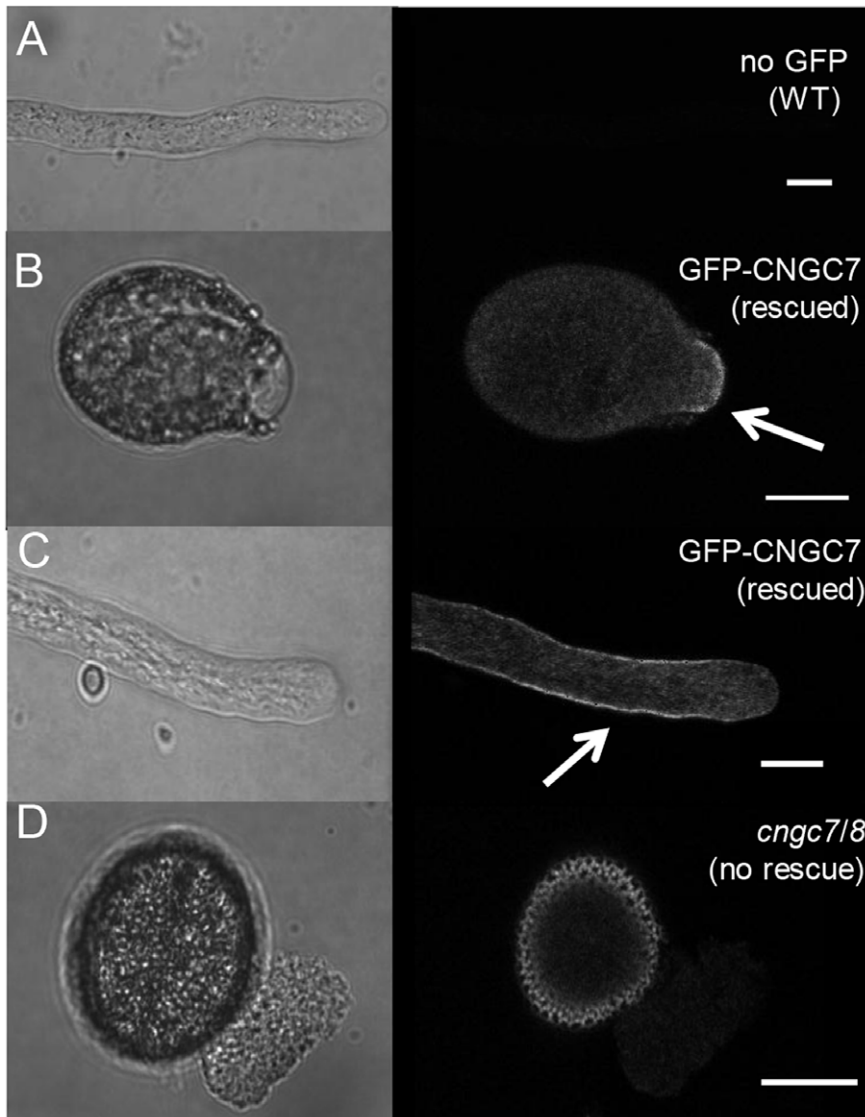 A
no GFP
(WT)
B
GFP-CNGC7
(rescued)
C
GFP-CNGC7
(rescued)
D
cngc7/8
(no rescue)